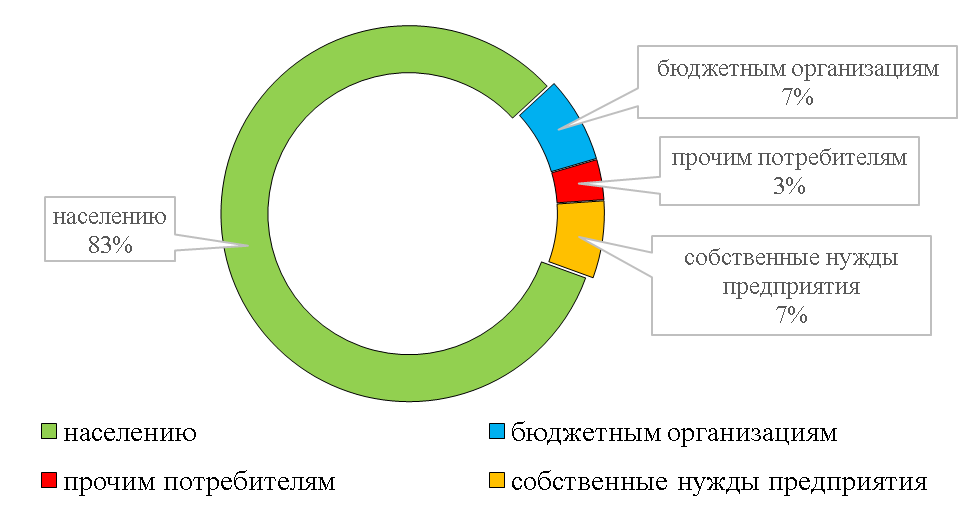 бюджетным организациям
7%
прочим потребителям
3%
населению
83%
собственные нужды
предприятия
7%
населению
бюджетным организациям
прочим потребителям
собственные нужды предприятия